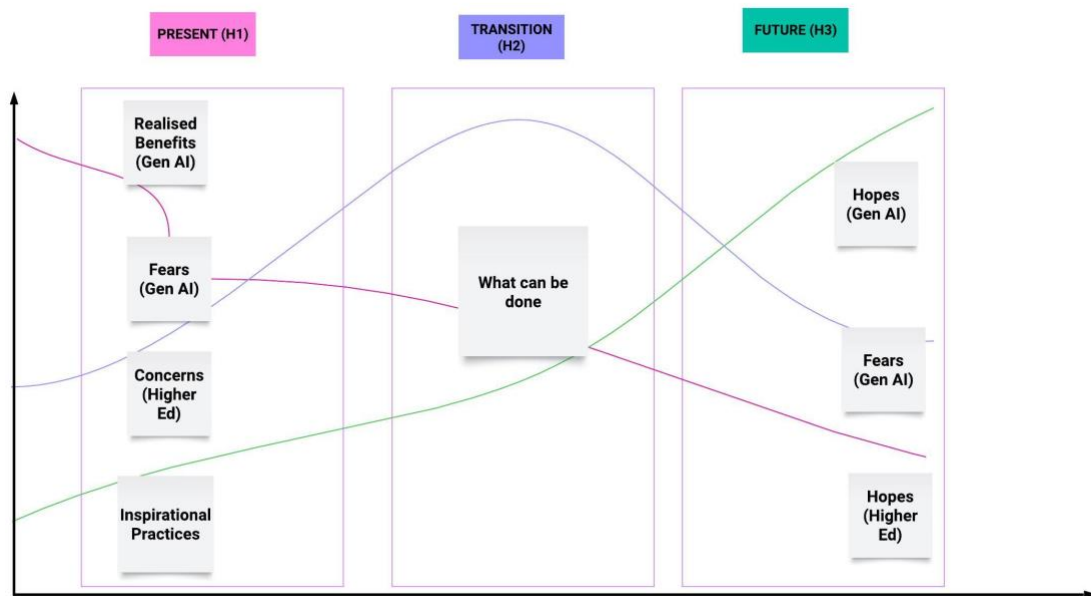 PRESENT (H1)
TRANSITION
(H2)
FUTURE (H3)
Realised
Benefits
(Gen AI)
Fears
(Gen AI)
Concerns
(Higher
Ed)
Inspirational
Practices
What can be
done
Hopes
(Gen AI)
Fears
(Gen AI)
Hopes
(Higher
Ed)